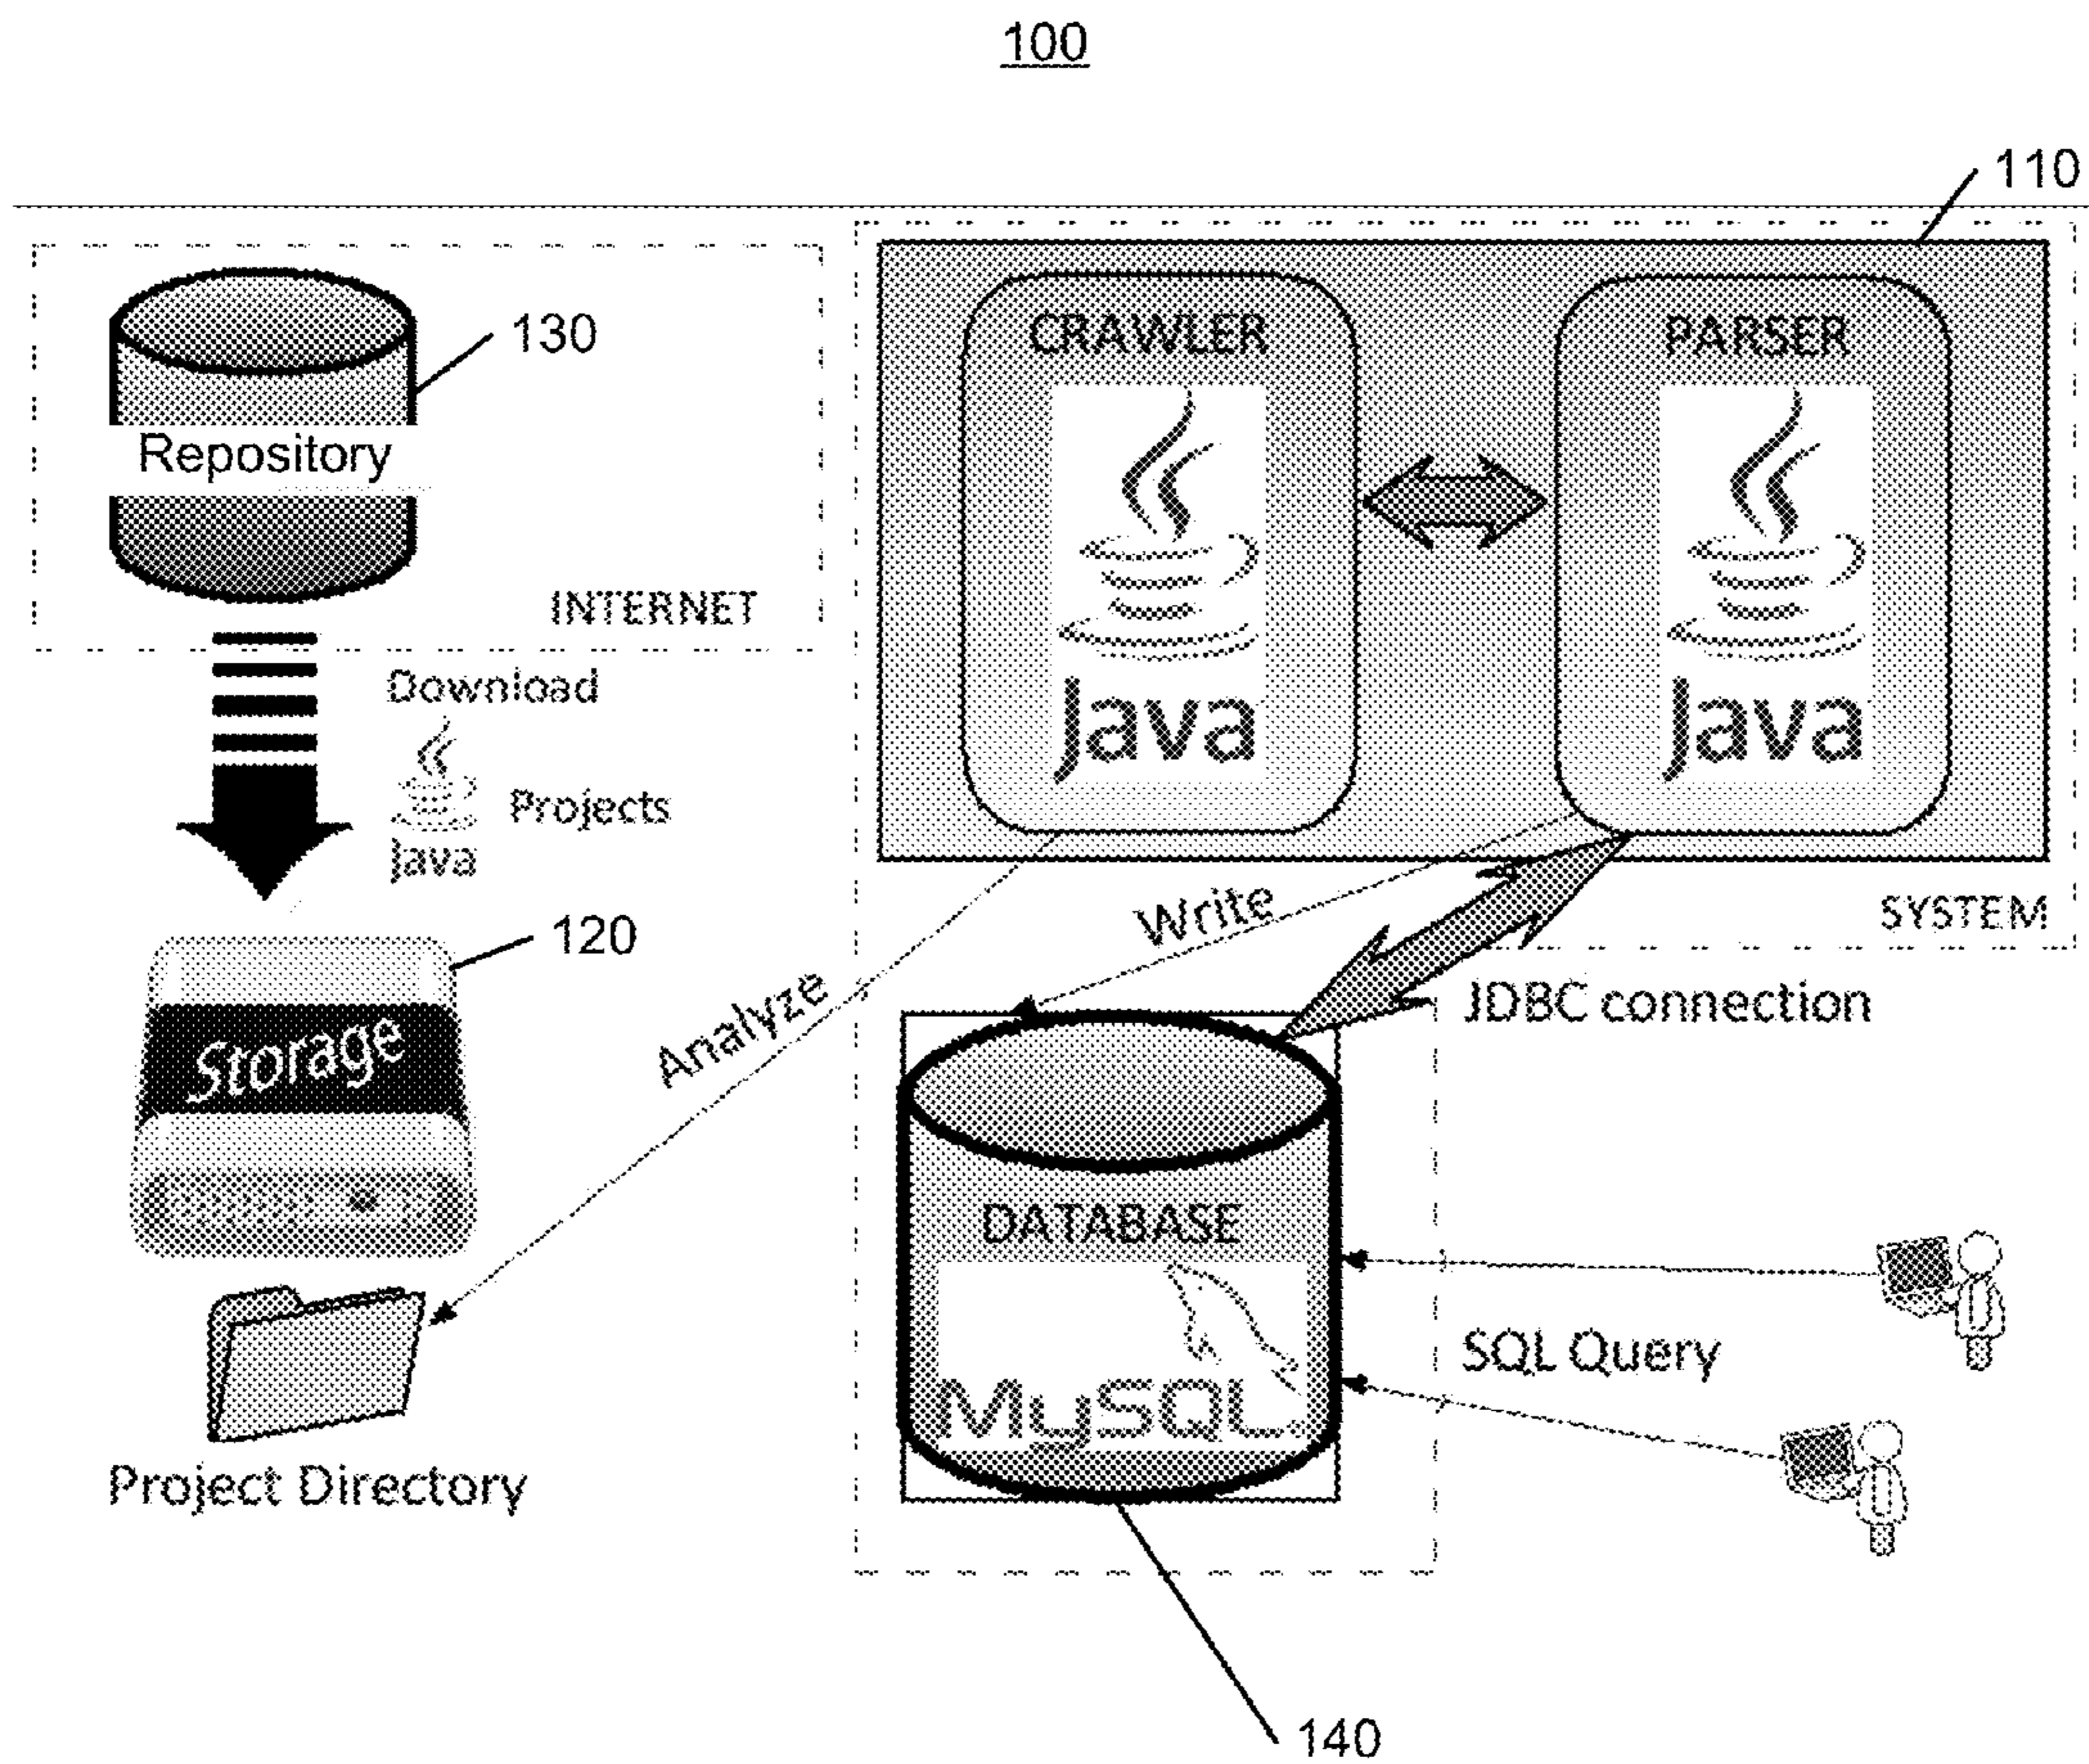 100
110
130
Repository
INTERNET
CRAWLER
Java
PARSER
Java
Download
Java
Projects
SYSTEM
120
Storage
Project Directory
Analyze
Write
JDBC connection
DATABASE
MySQL
SQL Query
140